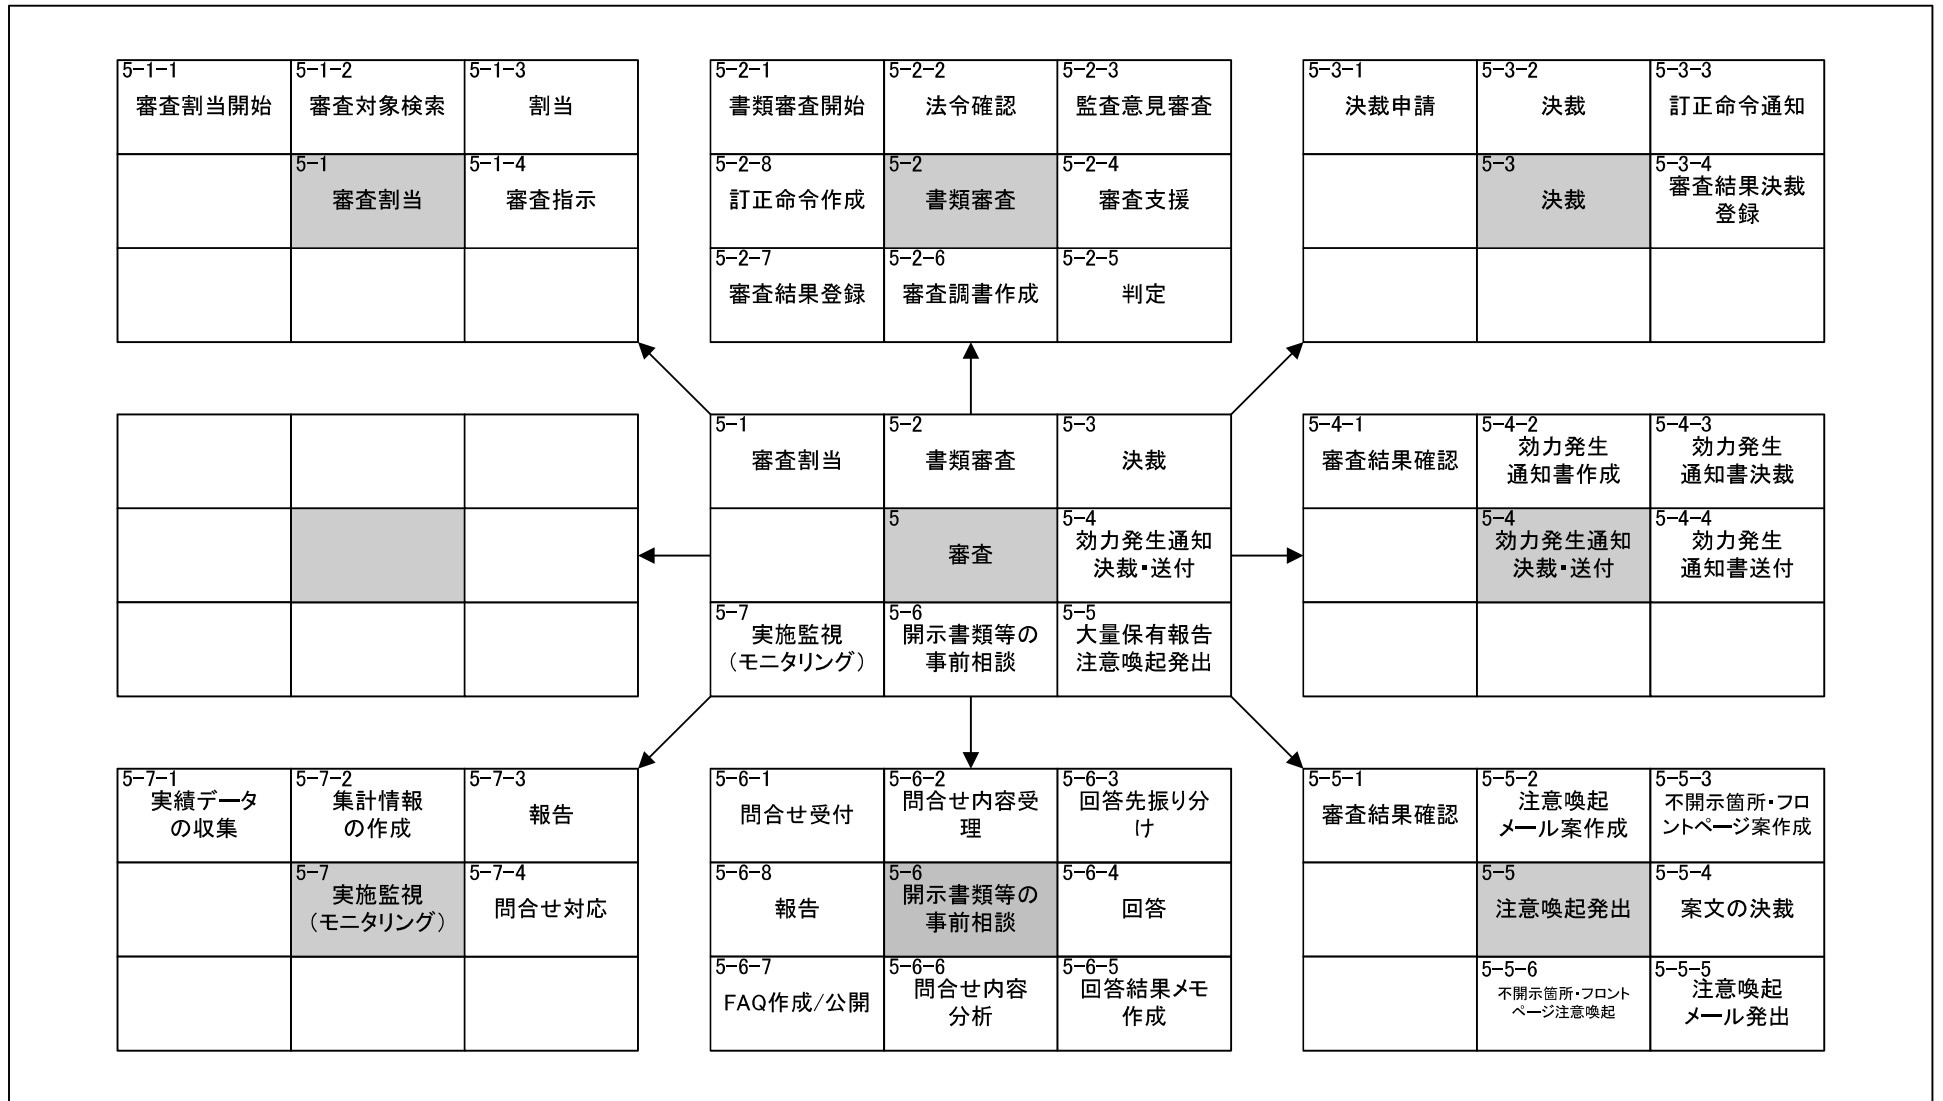 5-1-1
審査割当開始
5-1-2
審査対象検索
5-1-3
割当
5-1
審査割当
5-1-4
審査指示
5-2-1
書類審査開始
5-2-2
法令確認
5-2-3
監査意見審査
5-2-8
訂正命令作成
5-2
書類審査
5-2-4
審査支援
5-2-7
審査結果登録
5-2-6
審査調書作成
5-2-5
判定
5-3-1
決裁申請
5-3-2
決裁
5-3-3
訂正命令通知
5-3
決裁
5-3-4
審査結果決裁
登録
5-1
審査割当
5-2
書類審査
5-3
決裁
5
審査
5-4
効力発生通知
決裁・送付
5-7
実施監視
（モニタリング）
5-6
開示書類等の
事前相談
5-5
大量保有報告
注意喚起発出
5-4-1
審査結果確認
5-4-2
効力発生
通知書作成
5-4-3
効力発生
通知書決裁
5-4
効力発生通知
決裁・送付
5-4-4
効力発生
通知書送付
5-7-1
実績データ
の収集
5-7-2
集計情報
の作成
5-7-3
報告
5-7
実施監視
（モニタリング）
5-7-4
問合せ対応
5-6-1
問合せ受付
5-6-2
問合せ内容受
理
5-6-3
回答先振り分
け
5-6-8
報告
5-6
開示書類等の
事前相談
5-6-4
回答
5-6-7
FAQ作成/公開
5-6-6
問合せ内容
分析
5-6-5
回答結果メモ
作成
5-5-1
審査結果確認
5-5-2
注意喚起
メール案作成
5-5-3
不開示箇所・フロ
ントページ案作成
5-5
注意喚起発出
5-5-4
案文の決裁
5-5-6
不開示箇所・フロント
ページ注意喚起
5-5-5
注意喚起
メール発出